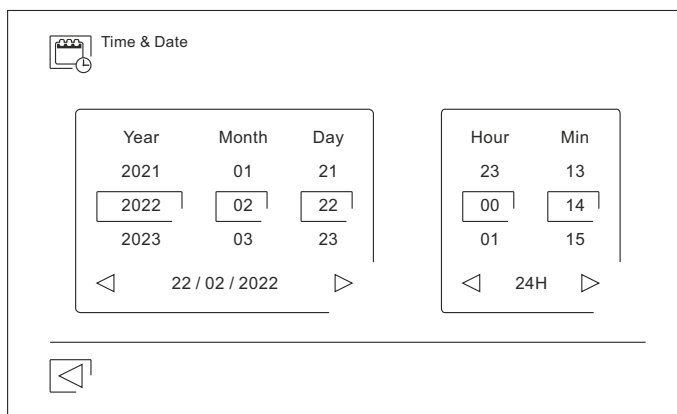 Time & Date
Year Month Day
2021 01 21
2022 02 22
2023 03 23
22 / 02 / 2022
Hour Min
23 13
00 14
01 15
24H